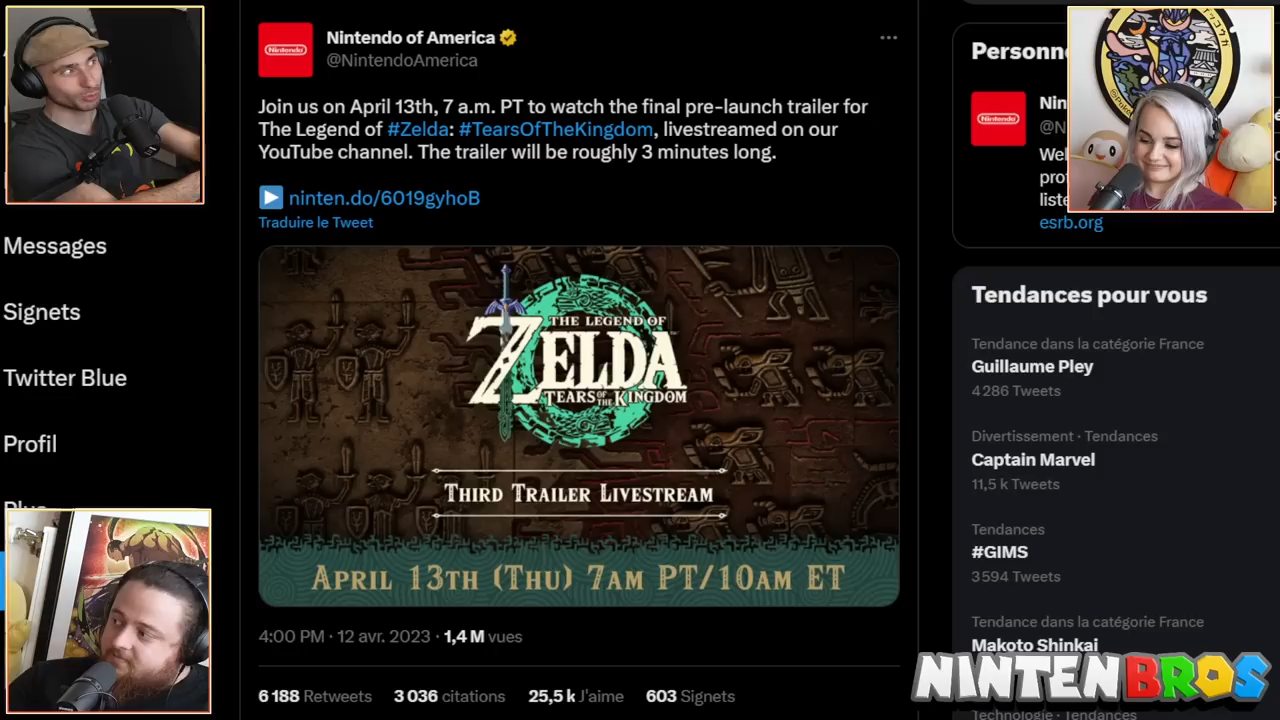 Nintendo of America
@NintendoAmerica
Join us on April 13th, 7 a.m. PT to watch the final pre-launch trailer for
The Legend of #Zelda: #TearsOfTheKingdom, livestreamed on our
YouTube channel. The trailer will be roughly 3 minutes long.
ninten.do/6019gyhoB
Traduire le Tweet
THE LEGEND OF
ZELDA
TEARS OF THE KINGDOM
THIRD TRAILER LIVESTREAM
APRIL 13TH (THU) 7AM PT/10AM ET
4:00 PM · 12 avr. 2023 · 1,4 M vues
6 188 Retweets 3 036 citations 25,5 k J'aime 603 Signets
Messages
Signets
Twitter Blue
Profil
Nintendo
Nintendo
esrb.org
Tendances pour vous
Tendance dans la catégorie France
Guillaume Pley
4 286 Tweets
Divertissement · Tendances
Captain Marvel
11,5 k Tweets
Tendances
#GIMS
3 594 Tweets
Tendance dans la catégorie France
Makoto Shinkai
NINTENBROS